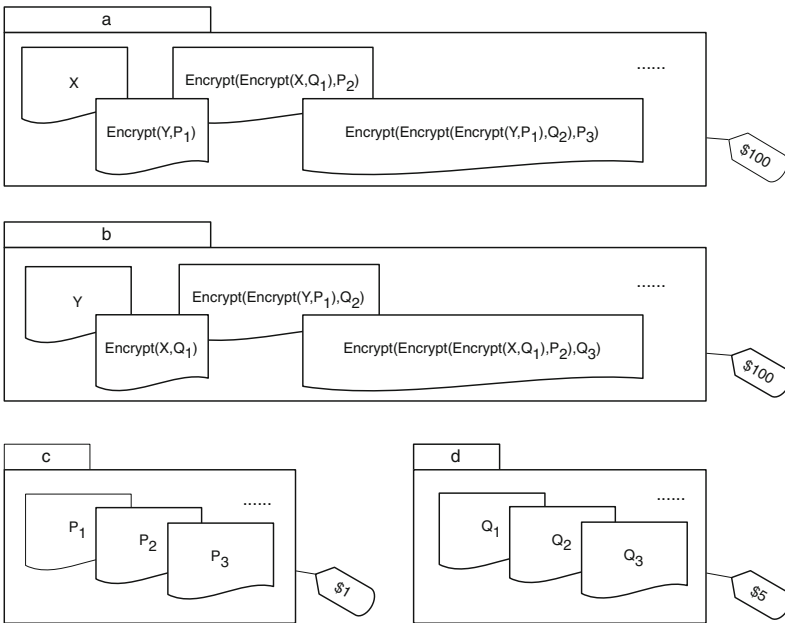 a
X
Encrypt(Encrypt(X,Q1),P2)
......
Encrypt(Y,P1)
Encrypt(Encrypt(Encrypt(Y,P1),Q2),P3)
$100
b
Y
Encrypt(Encrypt(Y,P1),Q2)
......
Encrypt(X,Q1)
Encrypt(Encrypt(Encrypt(X,Q1),P2),Q3)
$100
c
P1
P2
P3
......
$1
d
Q1
Q2
Q3
......
$5